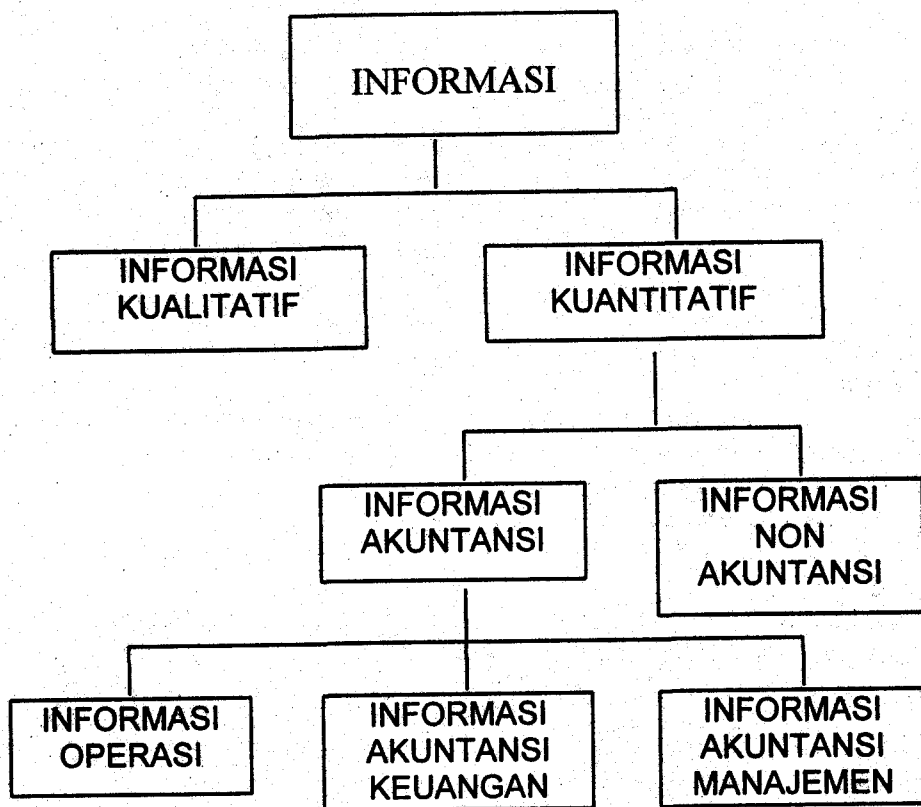 INFORMASI
INFORMASI
KUALITATIF
INFORMASI
KUANTITATIF
INFORMASI
AKUNTANSI
INFORMASI
NON
AKUNTANSI
INFORMASI
OPERASI
INFORMASI
AKUNTANSI
KEUANGAN
INFORMASI
AKUNTANSI
MANAJEMEN